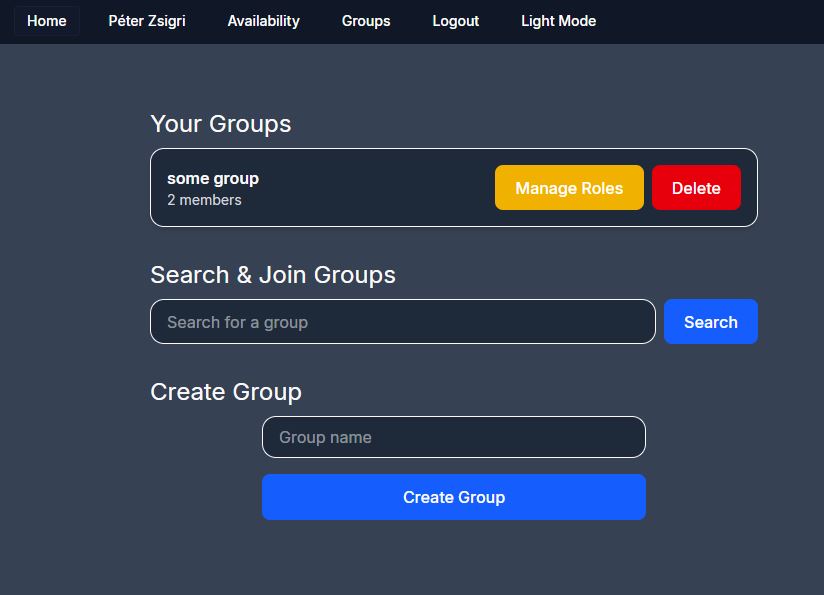 Home Péter Zsigri Availability Groups Logout Light Mode
Your Groups
some group
2 members
Manage Roles Delete
Search & Join Groups
Search for a group Search
Create Group
Group name
Create Group